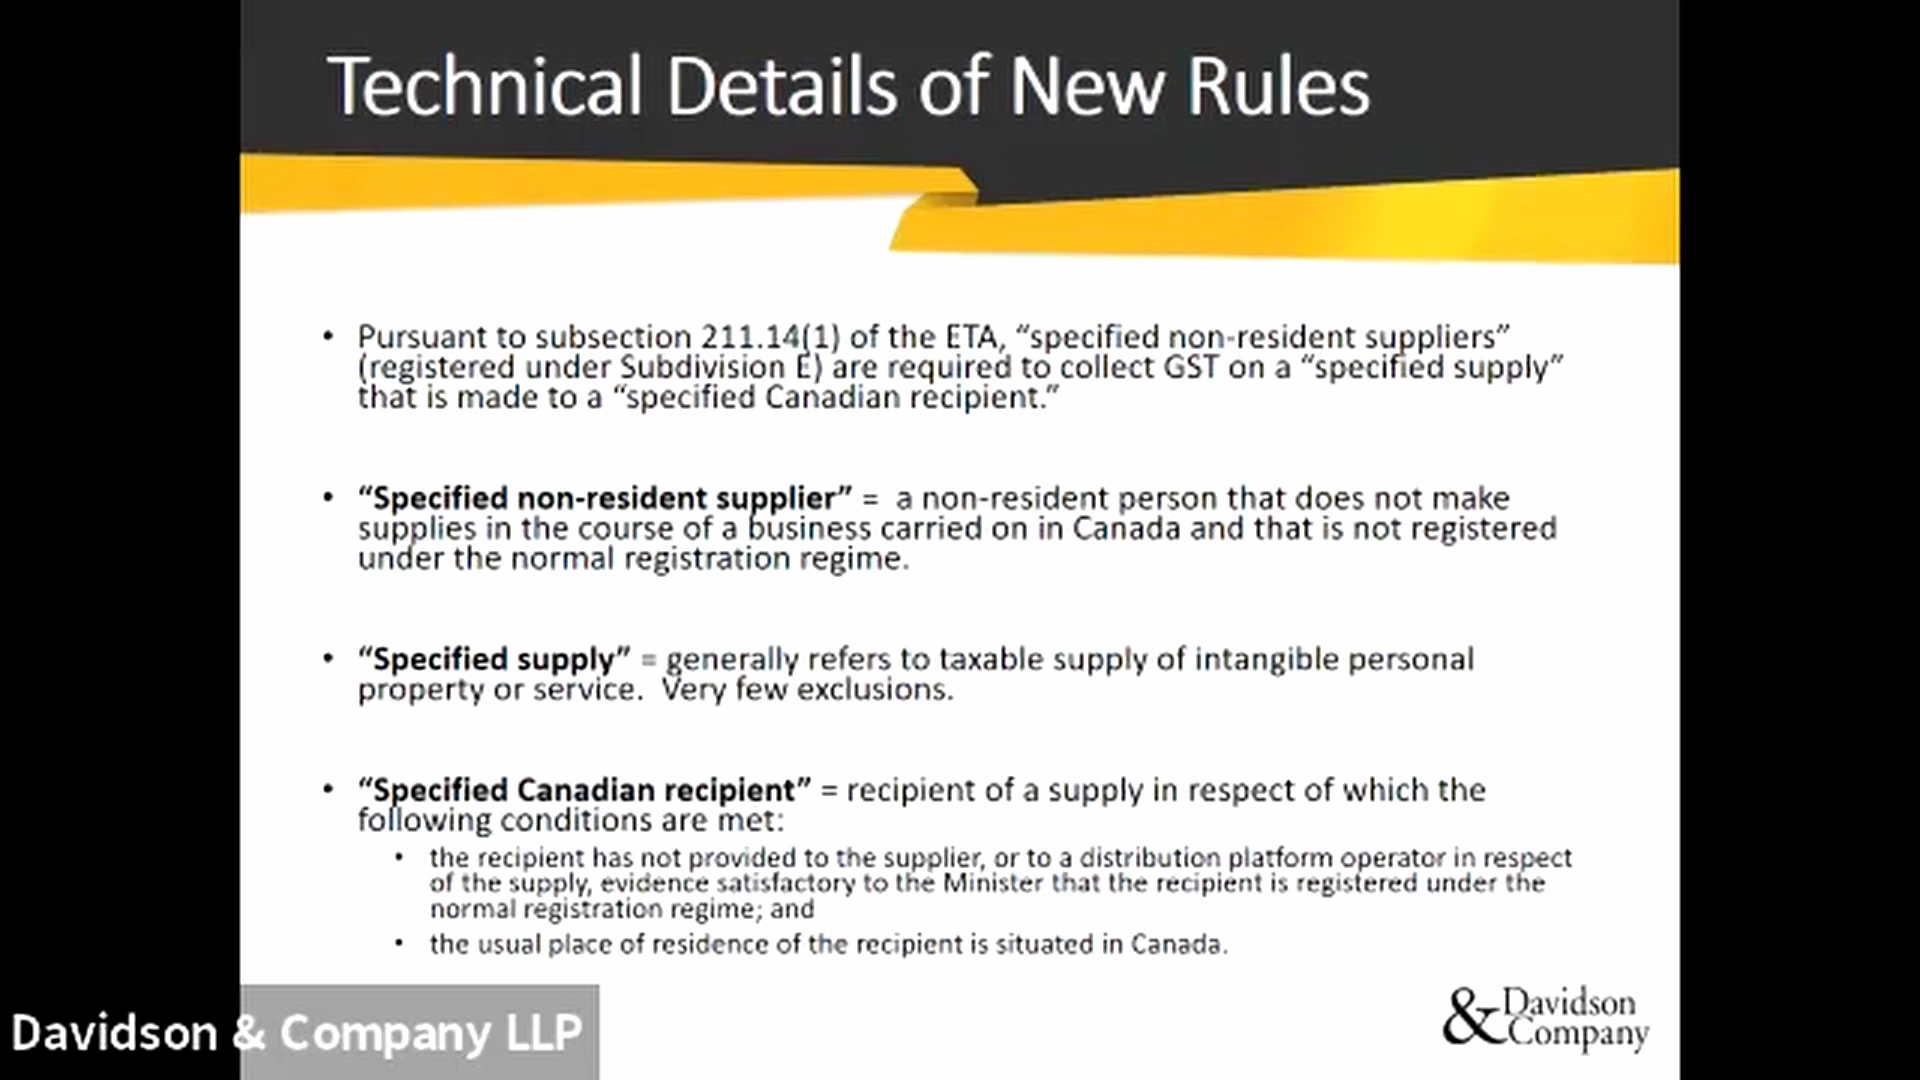 Technical Details of New Rules
• Pursuant to subsection 211.14(1) of the ETA, “specified non-resident suppliers”
(registered under Subdivision E) are required to collect GST on a “specified supply”
that is made to a “specified Canadian recipient.”
• “Specified non-resident supplier” = a non-resident person that does not make
supplies in the course of a business carried on in Canada and that is not registered
under the normal registration regime.
• “Specified supply” = generally refers to taxable supply of intangible personal
property or service. Very few exclusions.
• “Specified Canadian recipient” = recipient of a supply in respect of which the
following conditions are met:
• the recipient has not provided to the supplier, or to a distribution platform operator in respect
of the supply, evidence satisfactory to the Minister that the recipient is registered under the
normal registration regime; and
• the usual place of residence of the recipient is situated in Canada.
Davidson & Company LLP
& Davidson
Company